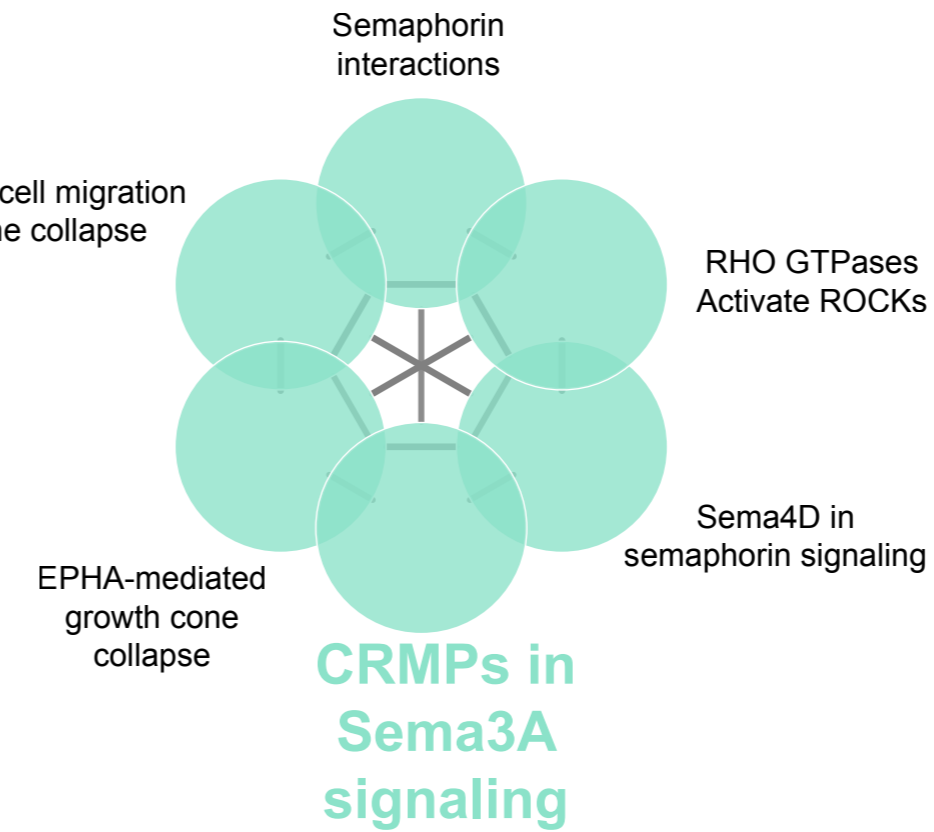 Semaphorin
interactions
cell migration
collapse
RHO GTPases
Activate ROCKs
Sema4D in
semaphorin signaling
EPHA-mediated
growth cone
collapse
CRMPs in
Sema3A
signaling